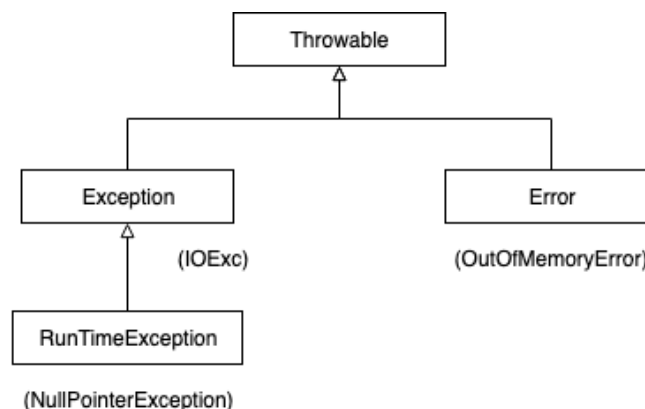 Throwable
Exception
Error
(IOExc)
(OutOfMemoryError)
RunTimeException
(NullPointerException)